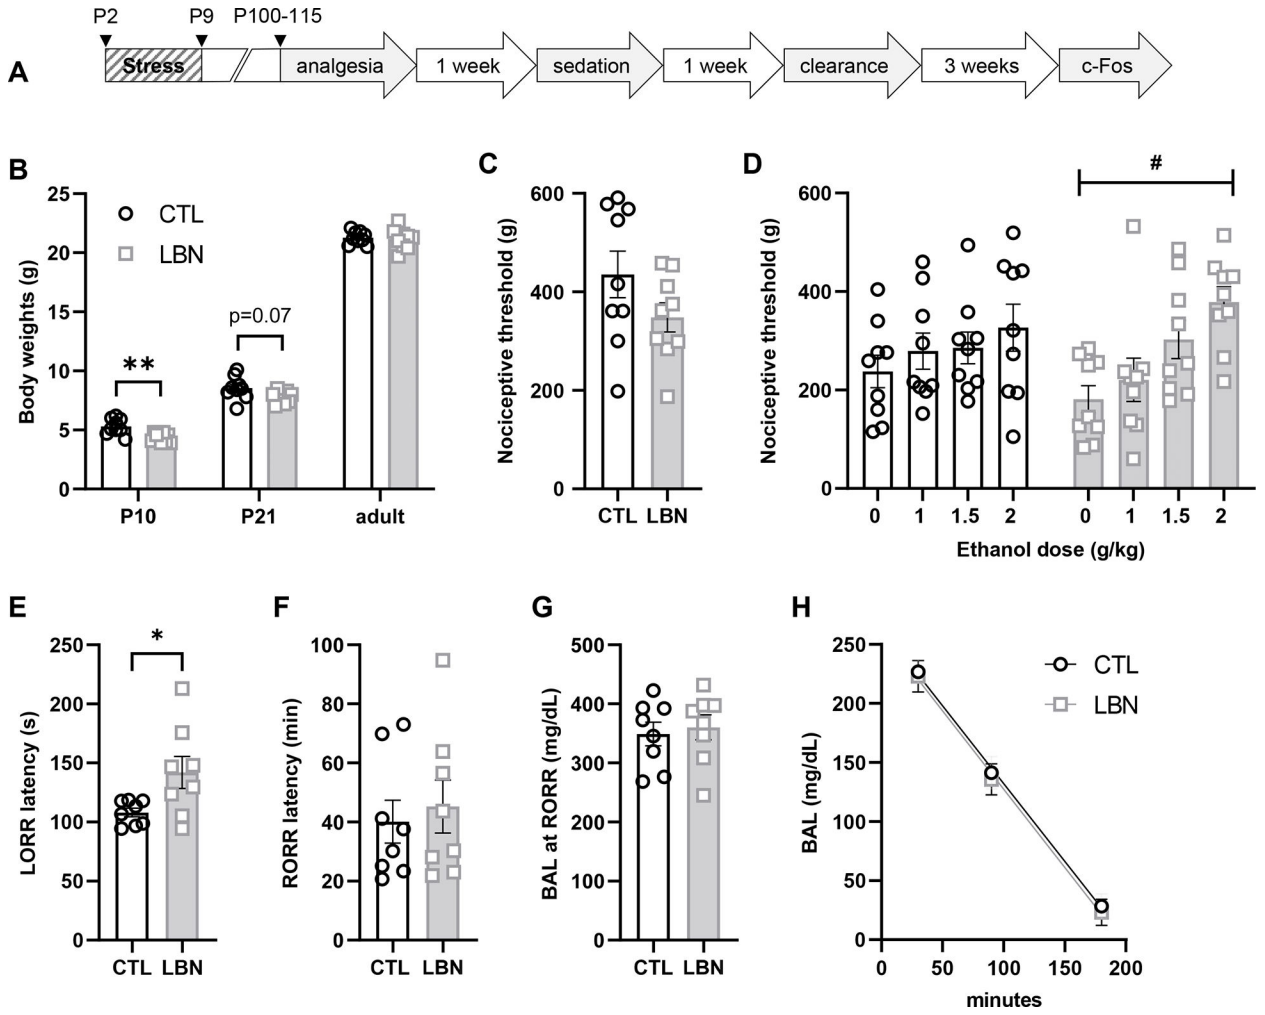 P2 P9 P100-115
A Stress analgesia 1 week sedation 1 week clearance 3 weeks c-Fos
B
Body weights (g)
25
20
15
10
5
0
CTL
LBN
**
p=0.07
P10 P21 adult
C
Nociceptive threshold (g)
600
400
200
0
CTL LBN
D
Nociceptive threshold (g)
600
400
200
0
#
0 1 1.5 2 0 1 1.5 2
Ethanol dose (g/kg)
E
LORR latency (s)
250
200
150
100
50
0
*
CTL LBN
F
RORR latency (min)
100
80
60
40
20
0
CTL LBN
G
BAL at RORR (mg/dL)
500
400
300
200
100
0
CTL LBN
H
BAL (mg/dL)
250
200
150
100
50
0
CTL
LBN
0 50 100 150 200
minutes